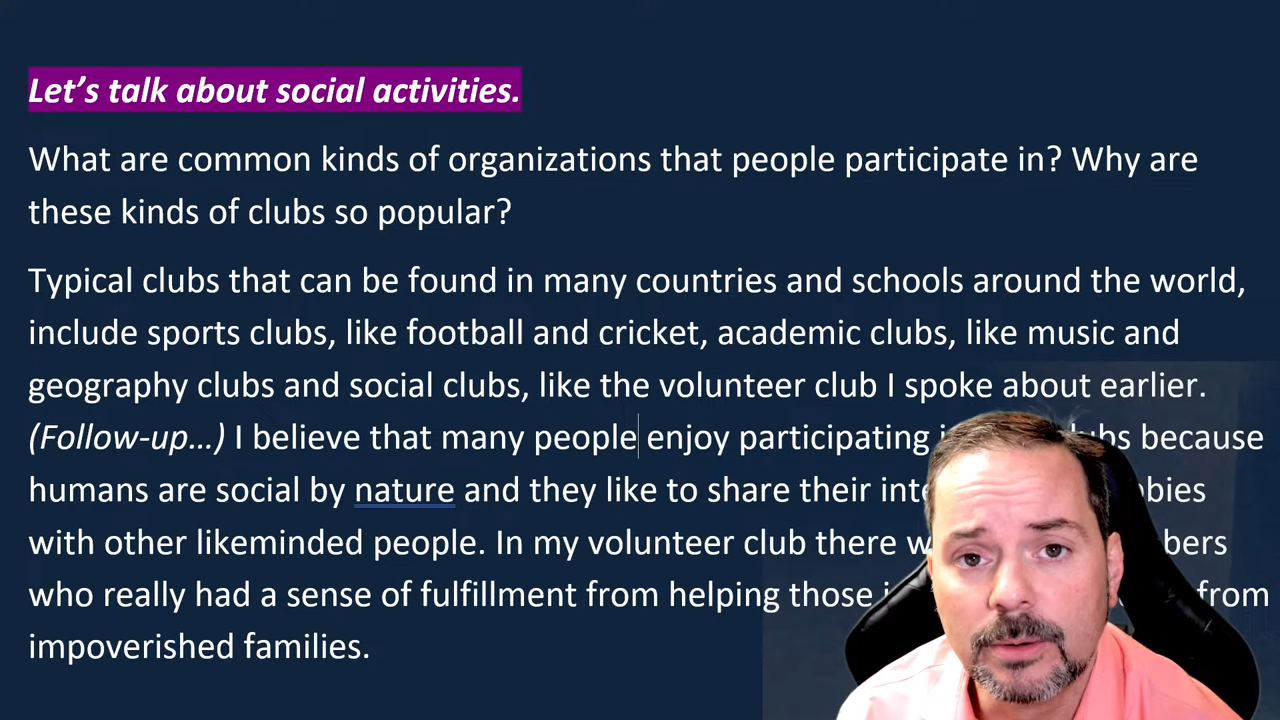 Let's talk about social activities.
What are common kinds of organizations that people participate in? Why are
these kinds of clubs so popular?
Typical clubs that can be found in many countries and schools around the world,
include sports clubs, like football and cricket, academic clubs, like music and
geography clubs and social clubs, like the volunteer club I spoke about earlier.
(Follow-up…) I believe that many people enjoy participating because
humans are social by nature and they like to share their
with other likeminded people. In my volunteer club there
who really had a sense of fulfillment from helping those from
impoverished families.